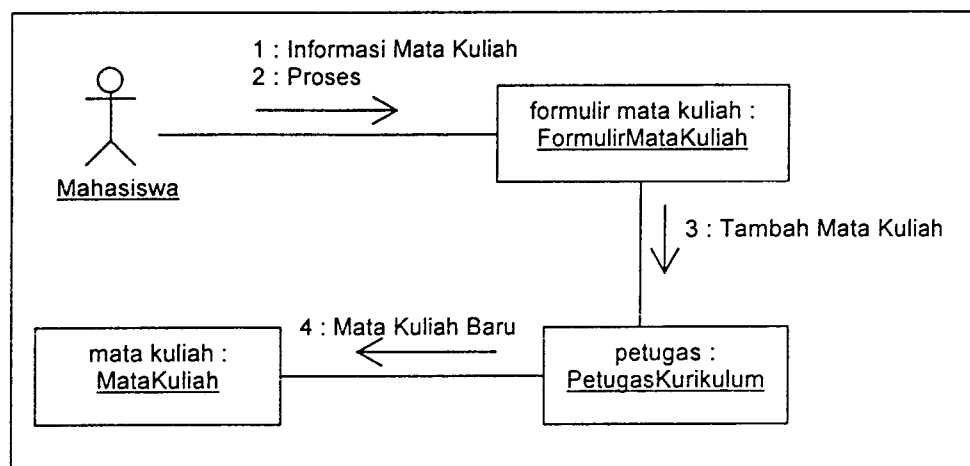 1 : Informasi Mata Kuliah
2 : Proses
formulir mata kuliah :
FormulirMataKuliah
Mahasiswa
3 : Tambah Mata Kuliah
4 : Mata Kuliah Baru
mata kuliah :
MataKuliah
petugas :
PetugasKurikulum